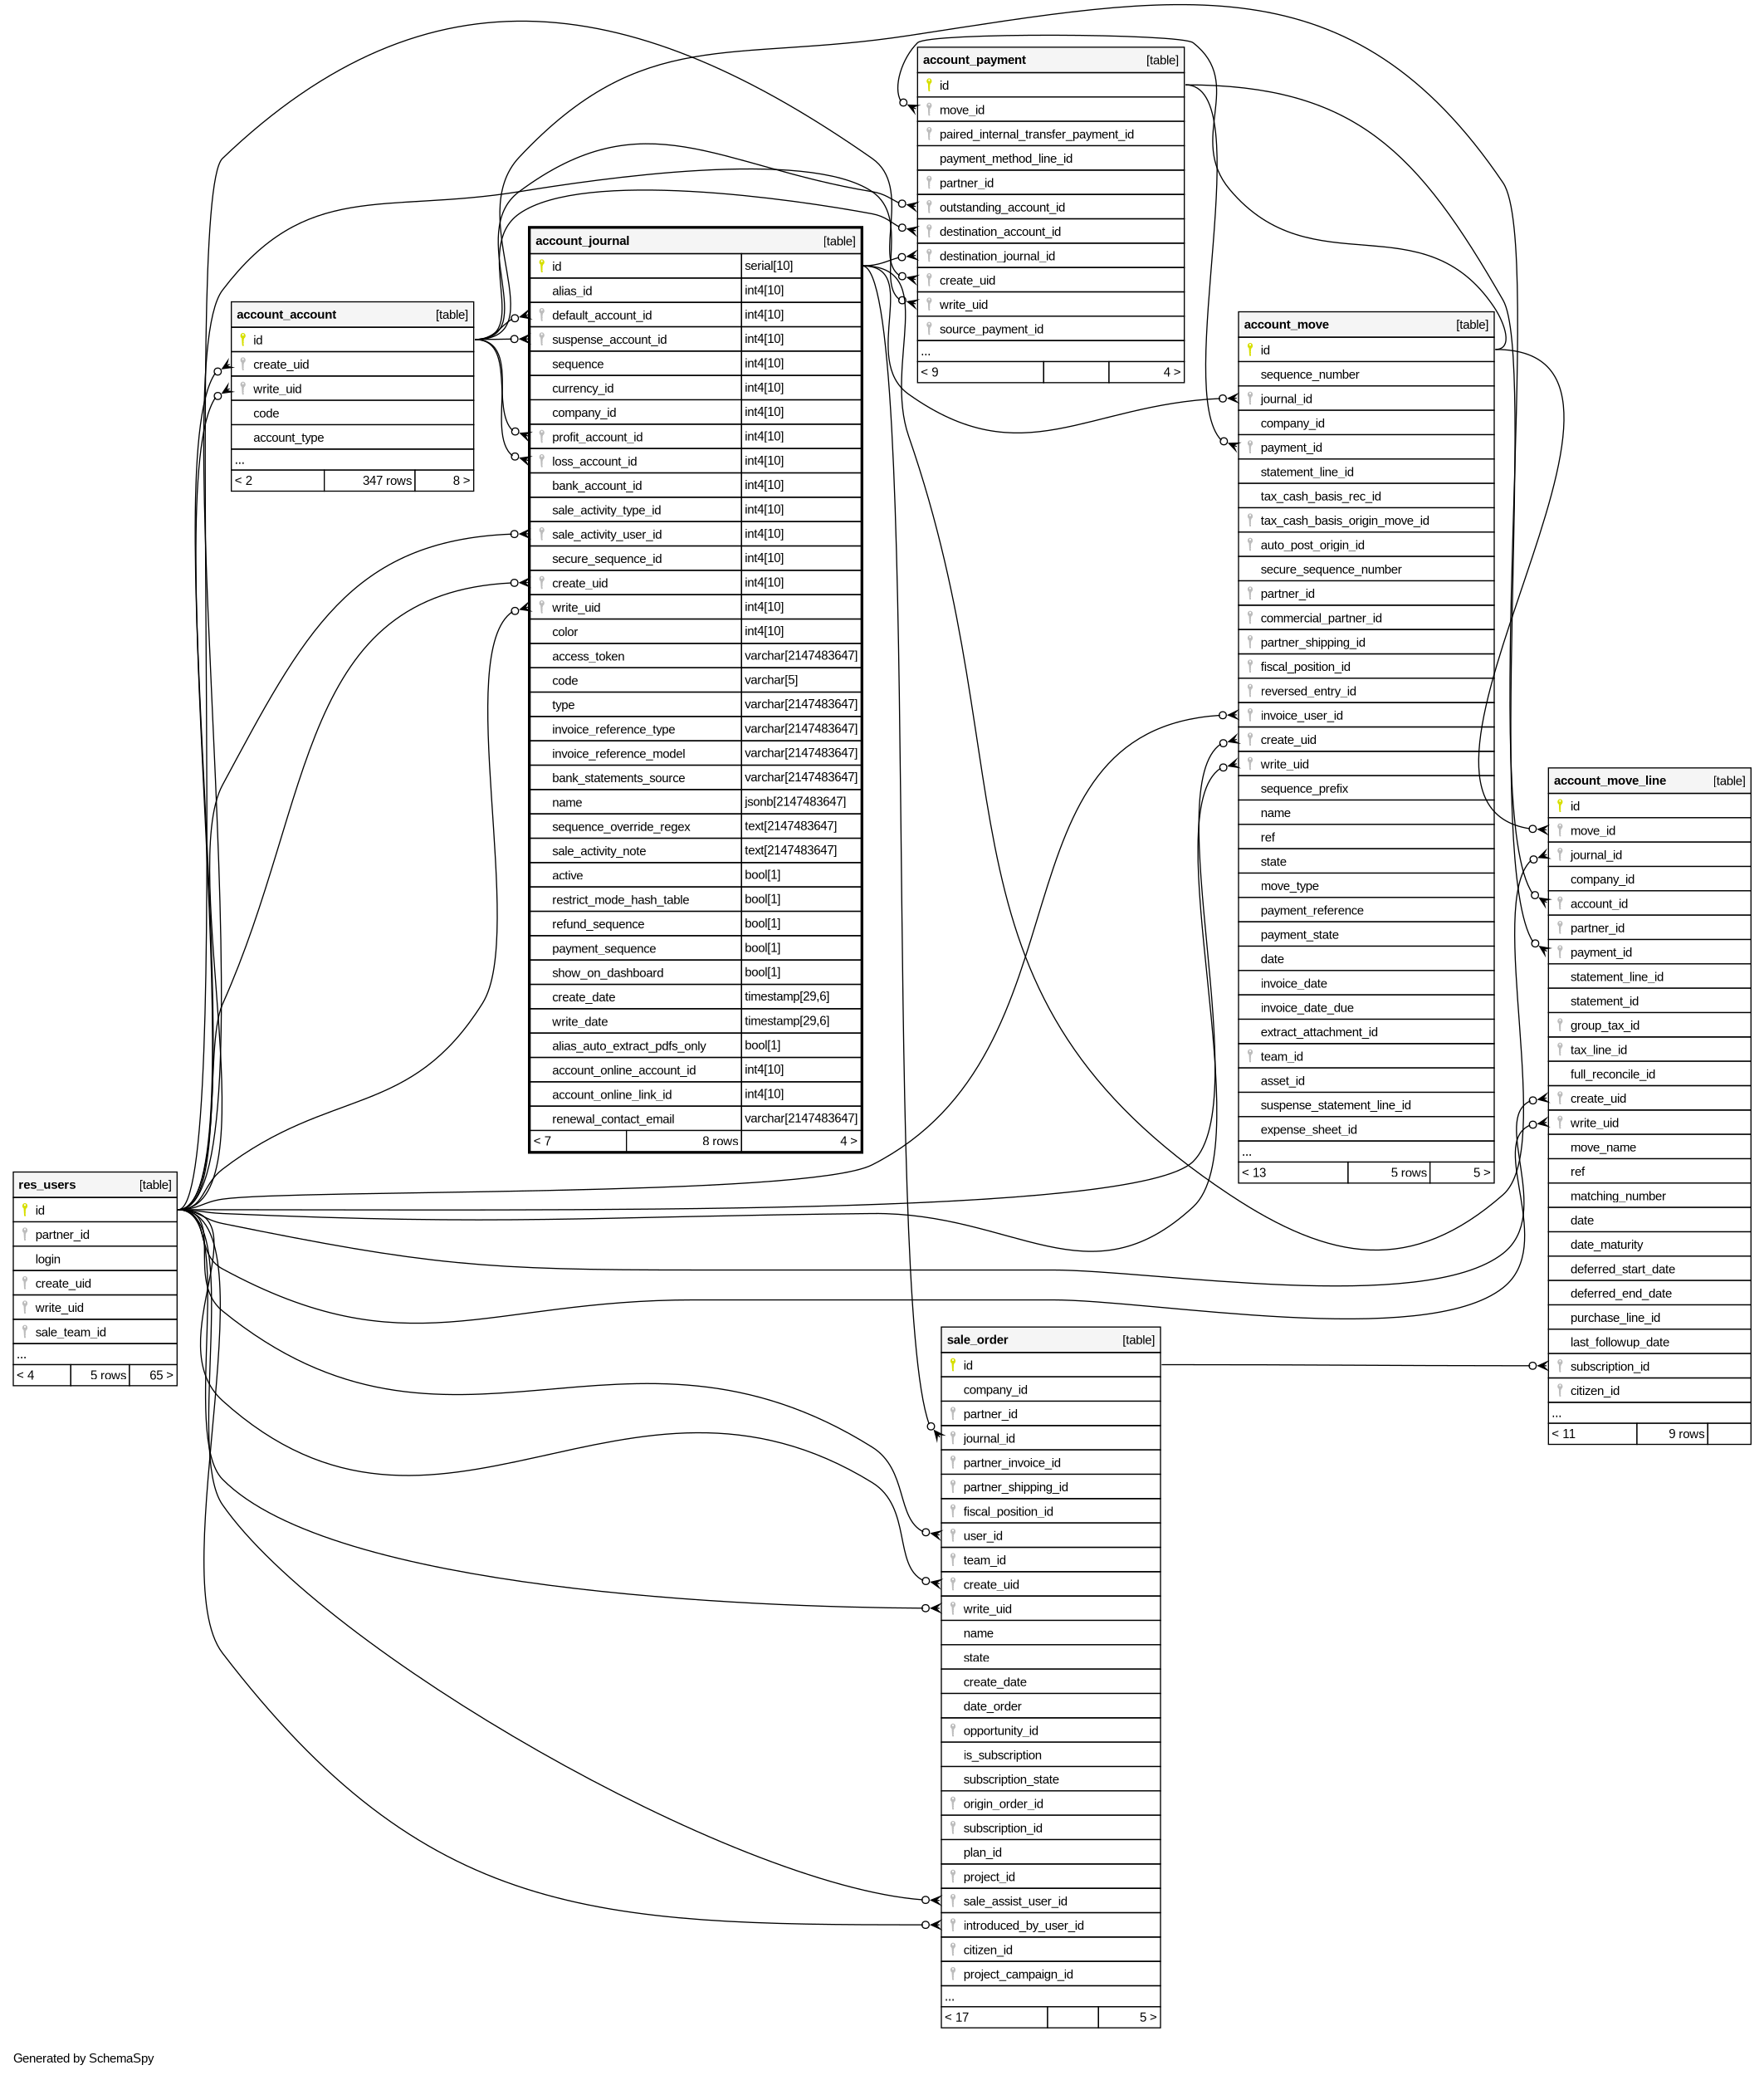 account_payment [table]
id
move_id
paired_internal_transfer_payment_id
payment_method_line_id
partner_id
outstanding_account_id
destination_account_id
destination_journal_id
create_uid
write_uid
source_payment_id
...
< 9 4 >
account_journal [table]
id serial[10]
alias_id int4[10]
default_account_id int4[10]
suspense_account_id int4[10]
sequence int4[10]
currency_id int4[10]
company_id int4[10]
profit_account_id int4[10]
loss_account_id int4[10]
bank_account_id int4[10]
sale_activity_type_id int4[10]
sale_activity_user_id int4[10]
secure_sequence_id int4[10]
create_uid int4[10]
write_uid int4[10]
color int4[10]
access_token varchar[2147483647]
code varchar[5]
type varchar[2147483647]
invoice_reference_type varchar[2147483647]
invoice_reference_model varchar[2147483647]
bank_statements_source varchar[2147483647]
name jsonb[2147483647]
sequence_override_regex text[2147483647]
sale_activity_note text[2147483647]
active bool[1]
restrict_mode_hash_table bool[1]
refund_sequence bool[1]
payment_sequence bool[1]
show_on_dashboard bool[1]
create_date timestamp[29,6]
write_date timestamp[29,6]
alias_auto_extract_pdfs_only bool[1]
account_online_account_id int4[10]
account_online_link_id int4[10]
renewal_contact_email varchar[2147483647]
< 7 8 rows 4 >
account_account [table]
id
create_uid
write_uid
code
account_type
...
< 2 347 rows 8 >
account_move [table]
id
sequence_number
journal_id
company_id
payment_id
statement_line_id
tax_cash_basis_rec_id
tax_cash_basis_origin_move_id
auto_post_origin_id
secure_sequence_number
partner_id
commercial_partner_id
partner_shipping_id
fiscal_position_id
reversed_entry_id
invoice_user_id
create_uid
write_uid
sequence_prefix
name
ref
state
move_type
payment_reference
payment_state
date
invoice_date
invoice_date_due
extract_attachment_id
team_id
asset_id
suspense_statement_line_id
expense_sheet_id
...
< 13 5 rows 5 >
account_move_line [table]
id
move_id
journal_id
company_id
account_id
partner_id
payment_id
statement_line_id
statement_id
group_tax_id
tax_line_id
full_reconcile_id
create_uid
write_uid
move_name
ref
matching_number
date
date_maturity
deferred_start_date
deferred_end_date
purchase_line_id
last_followup_date
subscription_id
citizen_id
...
< 11 9 rows
res_users [table]
id
partner_id
login
create_uid
write_uid
sale_team_id
...
< 4 5 rows 65 >
sale_order [table]
id
company_id
partner_id
journal_id
partner_invoice_id
partner_shipping_id
fiscal_position_id
user_id
team_id
create_uid
write_uid
name
state
create_date
date_order
opportunity_id
is_subscription
subscription_state
origin_order_id
subscription_id
plan_id
project_id
sale_assist_user_id
introduced_by_user_id
citizen_id
project_campaign_id
...
< 17 5 >
Generated by SchemaSpy